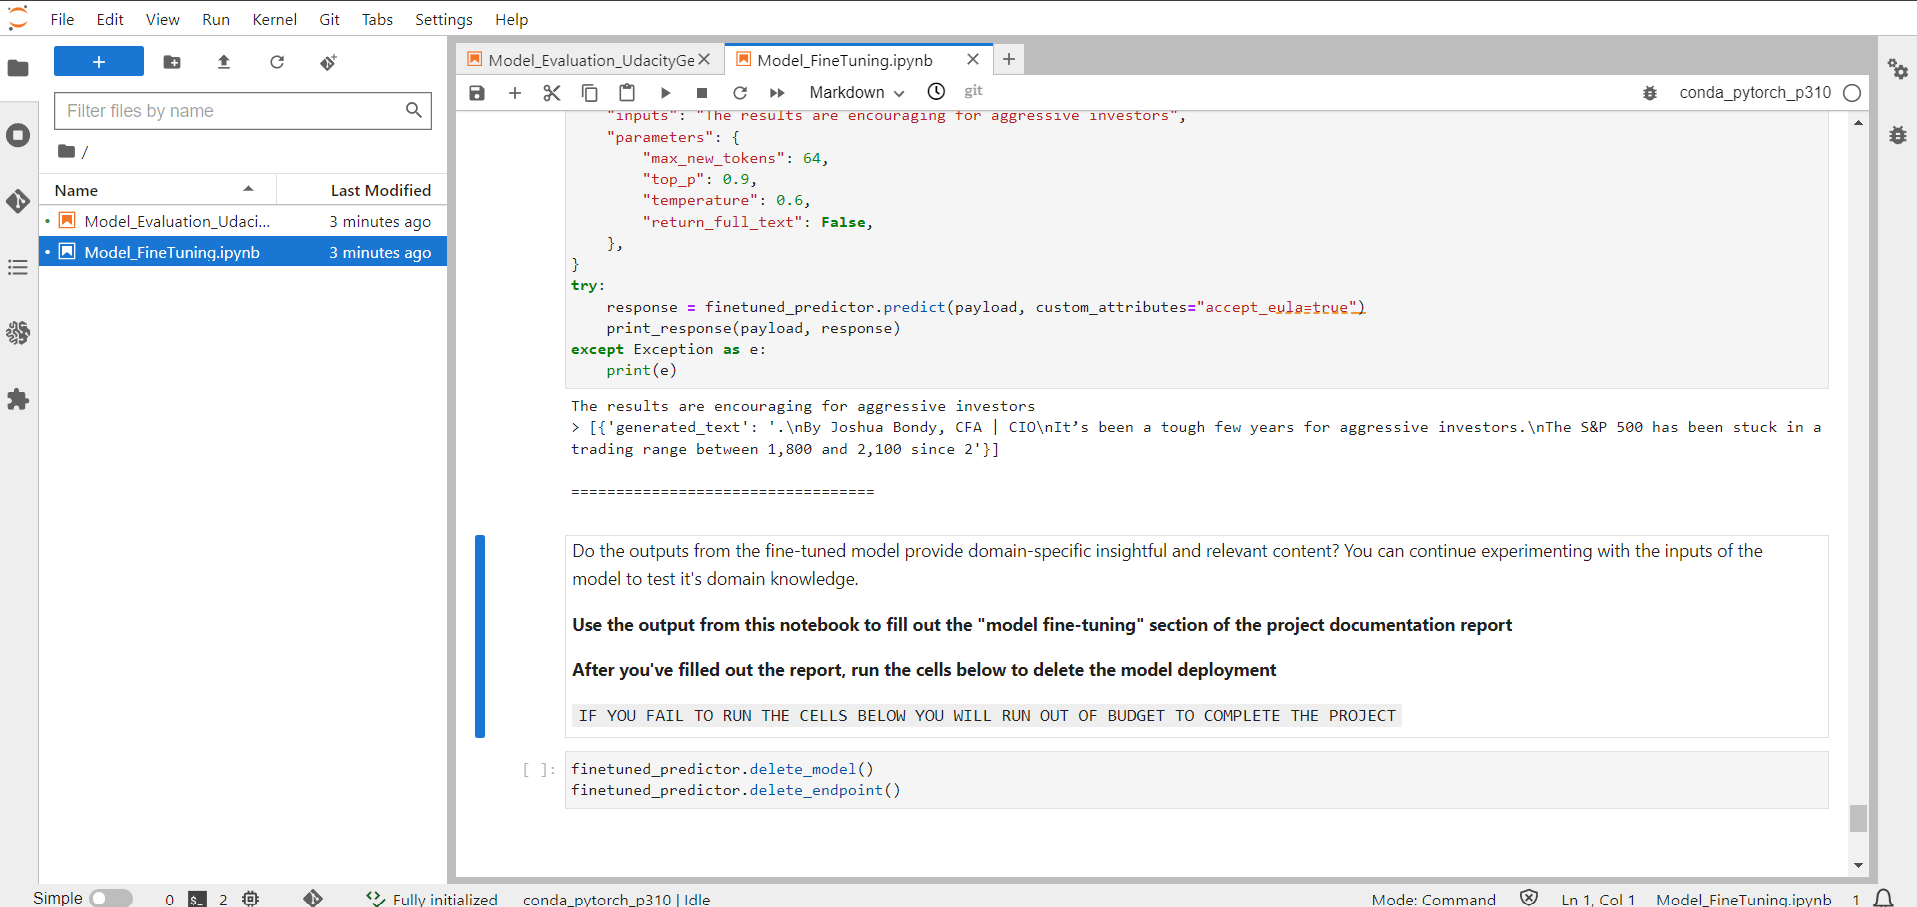 File Edit View Run Kernel Git Tabs Settings Help
+
Filter files by name
/
Name Last Modified
Model_Evaluation_Udaci... 3 minutes ago
Model_FineTuning.ipynb 3 minutes ago
Model_Evaluation_UdacityGe
Model_FineTuning.ipynb
Markdown
git
conda_pytorch_p310
"inputs": "The results are encouraging for aggressive investors",
"parameters": {
"max_new_tokens": 64,
"top_p": 0.9,
"temperature": 0.6,
"return_full_text": False,
},
}
try:
response = finetuned_predictor.predict(payload, custom_attributes="accept_eula=true")
print_response(payload, response)
except Exception as e:
print(e)
The results are encouraging for aggressive investors
> [{'generated_text': '.\nBy Joshua Bondy, CFA | CIO\nIt’s been a tough few years for aggressive investors.\nThe S&P 500 has been stuck in a
trading range between 1,800 and 2,100 since 2'}]
==================================
Do the outputs from the fine-tuned model provide domain-specific insightful and relevant content? You can continue experimenting with the inputs of the
model to test it's domain knowledge.
Use the output from this notebook to fill out the "model fine-tuning" section of the project documentation report
After you've filled out the report, run the cells below to delete the model deployment
IF YOU FAIL TO RUN THE CELLS BELOW YOU WILL RUN OUT OF BUDGET TO COMPLETE THE PROJECT
[ ]:
finetuned_predictor.delete_model()
finetuned_predictor.delete_endpoint()
Simple 0 $_ 2 Fully initialized conda_pytorch_p310 | Idle Mode: Command Ln 1, Col 1 Model_FineTuning.ipynb 1